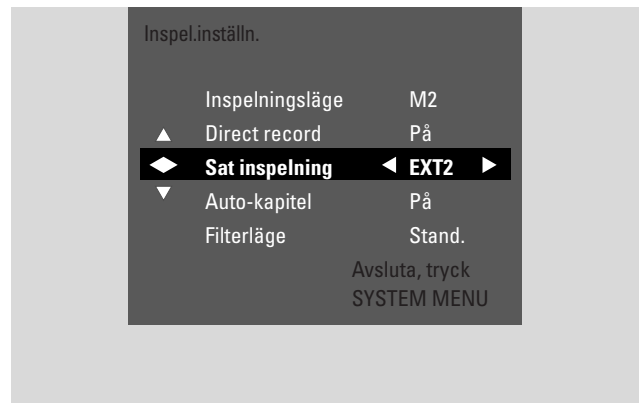 Inspel.inställn.
Inspelningsläge M2
Direct record På
Sat inspelning EXT2
Auto-kapitel På
Filterläge Stand.
Avsluta, tryck
SYSTEM MENU